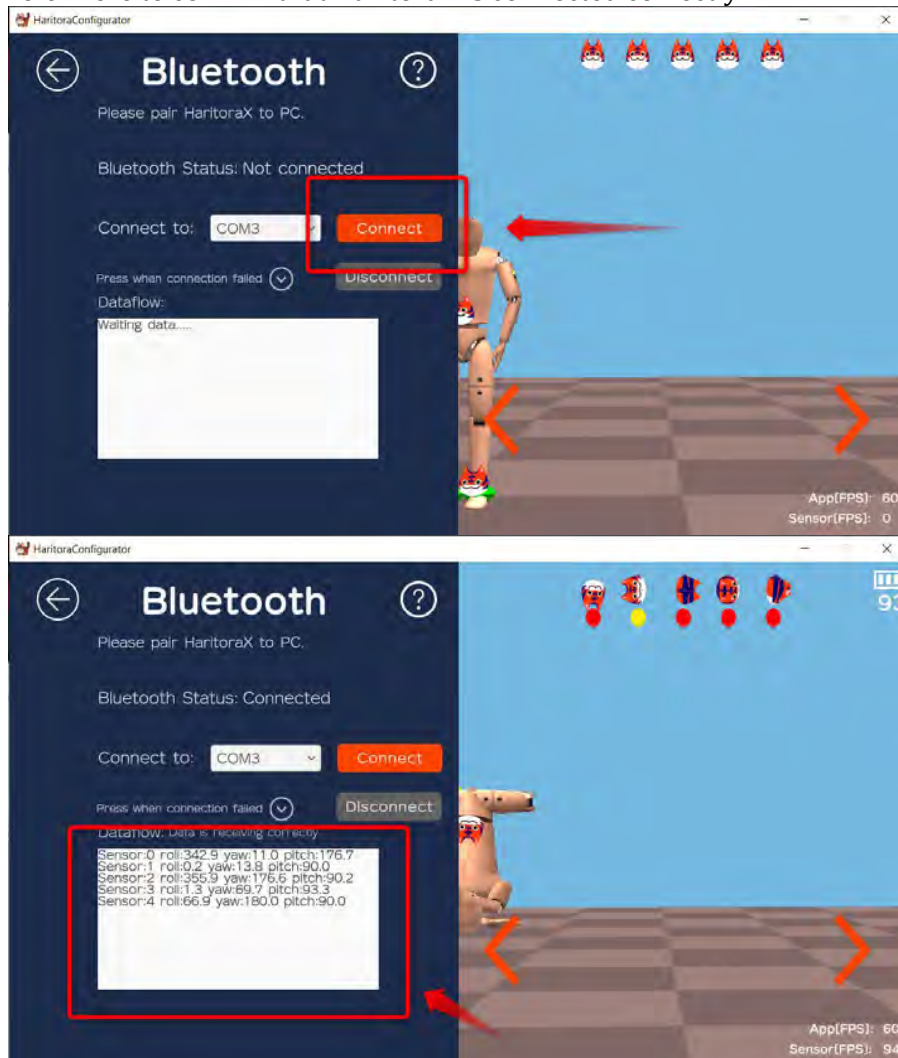 HaritoraConfigurator
Bluetooth
?
Please pair HaritoraX to PC.
Bluetooth Status: Not connected
Connect to: COM3 Connect
Press when connection failed Disconnect
Dataflow:
Waiting data.....
App[FPS]: 60
Sensor[FPS]: 0
HaritoraConfigurator
93
Bluetooth
?
Please pair HaritoraX to PC.
Bluetooth Status: Connected
Connect to: COM3 Connect
Press when connection failed Disconnect
Dataflow: Data is receiving correctly
Sensor:0 roll:342.9 yaw:11.0 pitch:176.7
Sensor:1 roll:0.2 yaw:13.8 pitch:90.0
Sensor:2 roll:355.9 yaw:176.6 pitch:90.2
Sensor:3 roll:1.3 yaw:69.7 pitch:93.3
Sensor:4 roll:66.9 yaw:180.0 pitch:90.0
App[FPS]: 60
Sensor[FPS]: 94